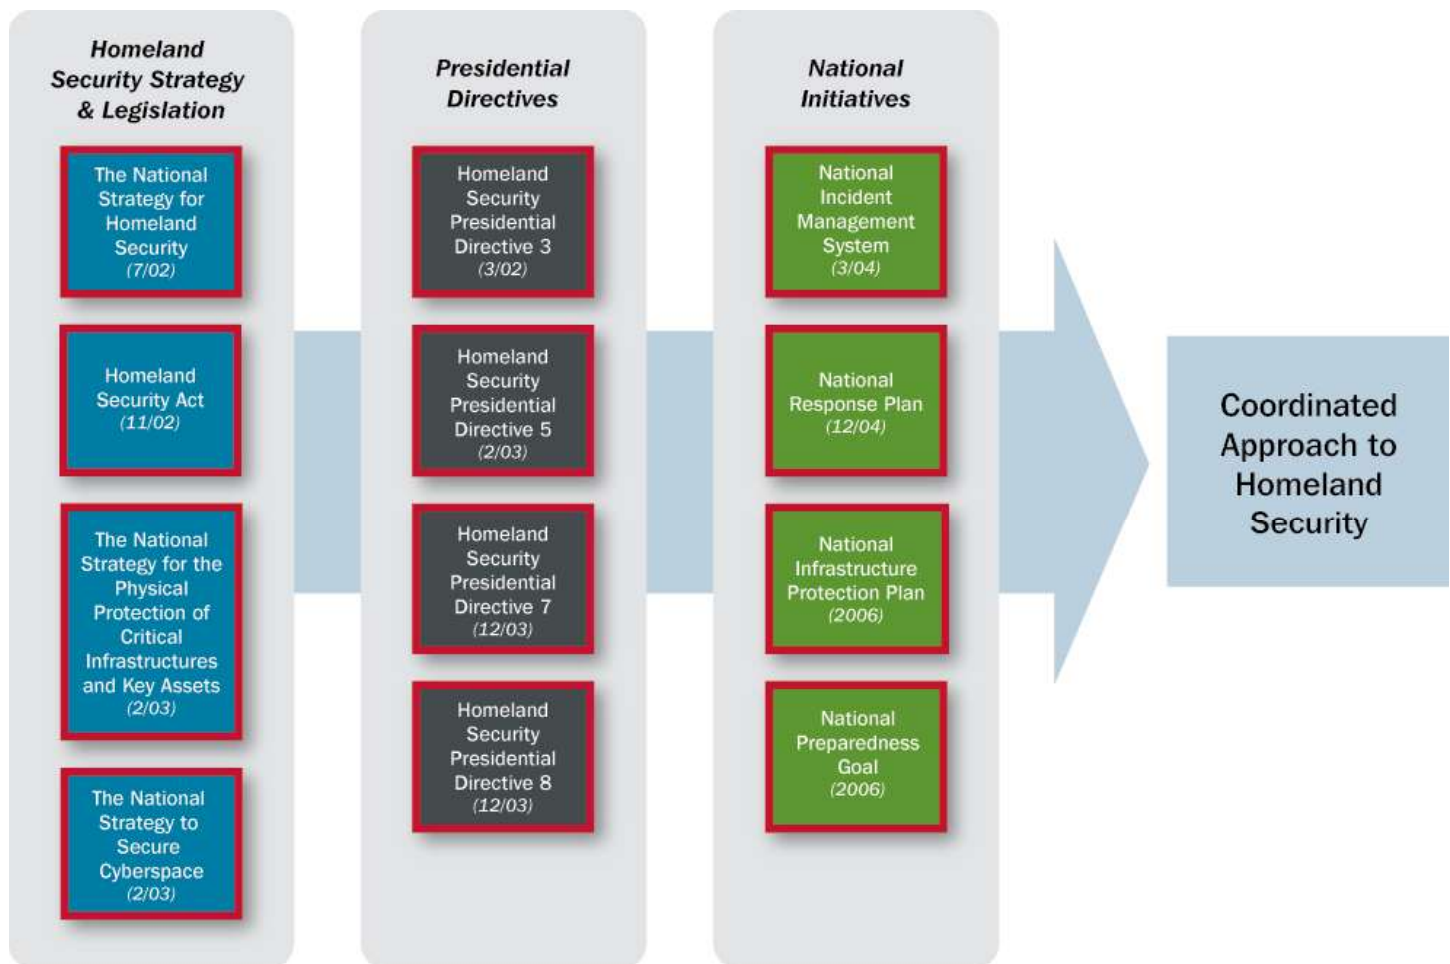 Homeland
Security Strategy
& Legislation
The National
Strategy for
Homeland
Security
(7/02)
Homeland
Security Act
(11/02)
The National
Strategy for the
Physical
Protection of
Critical
Infrastructures
and Key Assets
(2/03)
The National
Strategy to
Secure
Cyberspace
(2/03)
Presidential
Directives
Homeland
Security
Presidential
Directive 3
(3/02)
Homeland
Security
Presidential
Directive 5
(2/03)
Homeland
Security
Presidential
Directive 7
(12/03)
Homeland
Security
Presidential
Directive 8
(12/03)
National
Initiatives
National
Incident
Management
System
(3/04)
National
Response Plan
(12/04)
National
Infrastructure
Protection Plan
(2006)
National
Preparedness
Goal
(2006)
Coordinated
Approach to
Homeland
Security